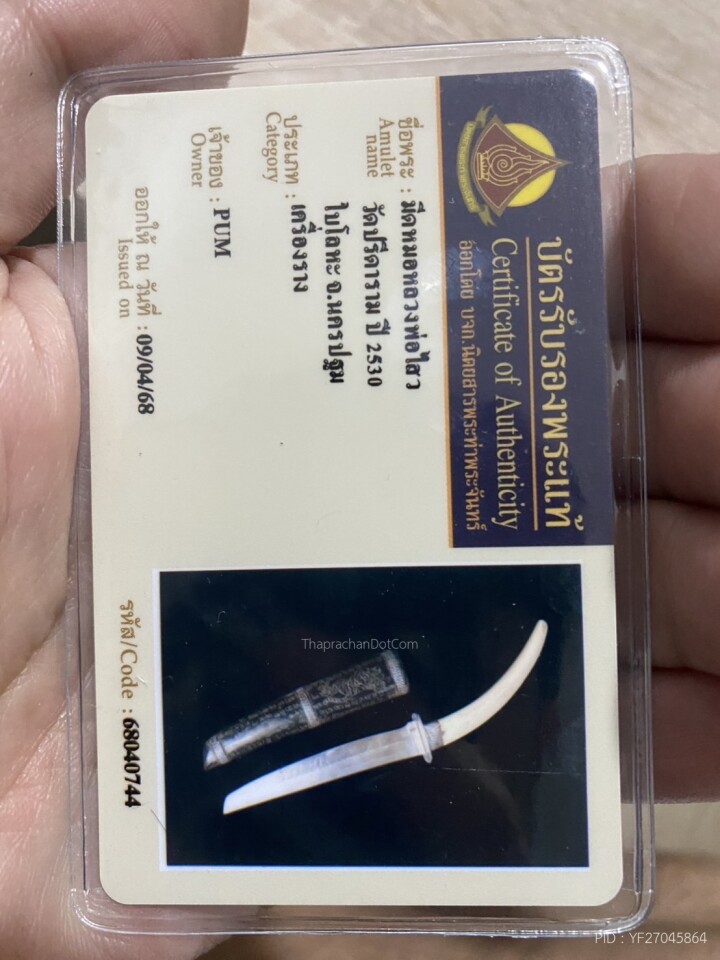 บัตรรับรองพระแท้
Certificate of Authenticity
ออกโดย บจก.นิตยสารพระท่าพระจันทร์
ชื่อพระ : มีดหมอหลวงพ่อไสว
Amulet name
วัดปรีดาราม ปี 2530
ใบโลหะ จ.นครปฐม
ประเภท : เครื่องราง
Category
เจ้าของ : PUM
Owner
ออกให้ ณ วันที่ : 09/04/68
Issued on
รหัส/Code : 68040744
ThaprachanDotCom
PID : YF27045864